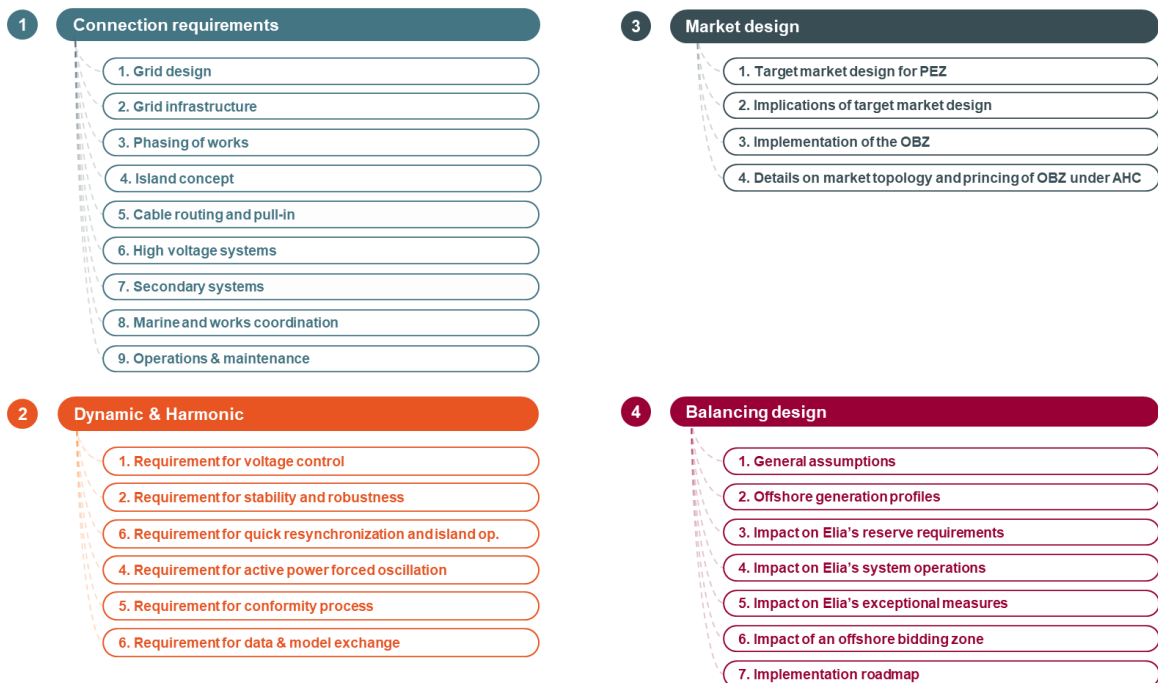 1
Connection requirements
1. Grid design
2. Grid infrastructure
3. Phasing of works
4. Island concept
5. Cable routing and pull-in
6. High voltage systems
7. Secondary systems
8. Marine and works coordination
9. Operations & maintenance
2
Dynamic & Harmonic
1. Requirement for voltage control
2. Requirement for stability and robustness
6. Requirement for quick resynchronization and island op.
4. Requirement for active power forced oscillation
5. Requirement for conformity process
6. Requirement for data & model exchange
3
Market design
1. Target market design for PEZ
2. Implications of target market design
3. Implementation of the OBZ
4. Details on market topology and princing of OBZ under AHC
4
Balancing design
1. General assumptions
2. Offshore generation profiles
3. Impact on Elia's reserve requirements
4. Impact on Elia's system operations
5. Impact on Elia's exceptional measures
6. Impact of an offshore bidding zone
7. Implementation roadmap